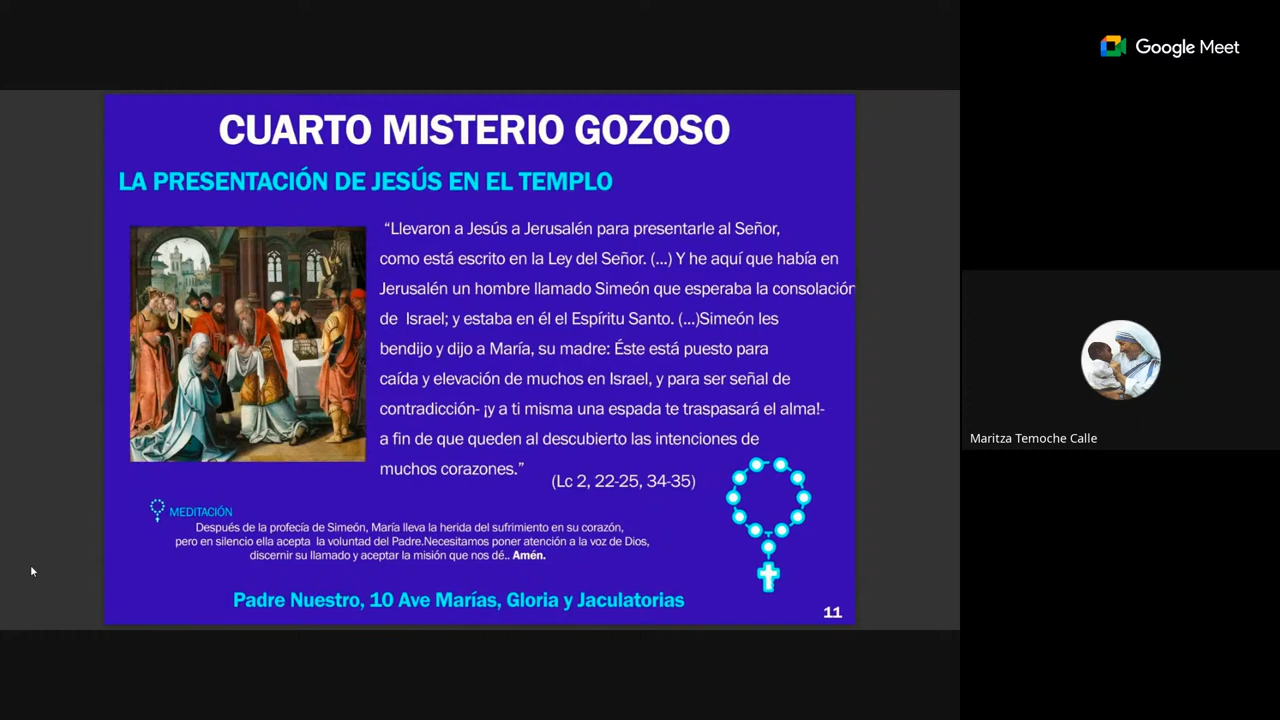 Google Meet
CUARTO MISTERIO GOZOSO
LA PRESENTACIÓN DE JESÚS EN EL TEMPLO
“Llevaron a Jesús a Jerusalén para presentarle al Señor,
como está escrito en la Ley del Señor. (...) Y he aquí que había en
Jerusalén un hombre llamado Simeón que esperaba la consolación
de  Israel; y estaba en él el Espíritu Santo. (...)Simeón les
bendijo y dijo a María, su madre: Éste está puesto para
caída y elevación de muchos en Israel, y para ser señal de
contradicción- ¡y a ti misma una espada te traspasará el alma!-
a fin de que queden al descubierto las intenciones de
muchos corazones.”
(Lc 2, 22-25, 34-35)
MEDITACIÓN
Después de la profecía de Simeón, María lleva la herida del sufrimiento en su corazón,
pero en silencio ella acepta  la voluntad del Padre.Necesitamos poner atención a la voz de Dios,
discernir su llamado y aceptar la misión que nos dé.. Amén.
Padre Nuestro, 10 Ave Marías, Gloria y Jaculatorias
11
Maritza Temoche Calle